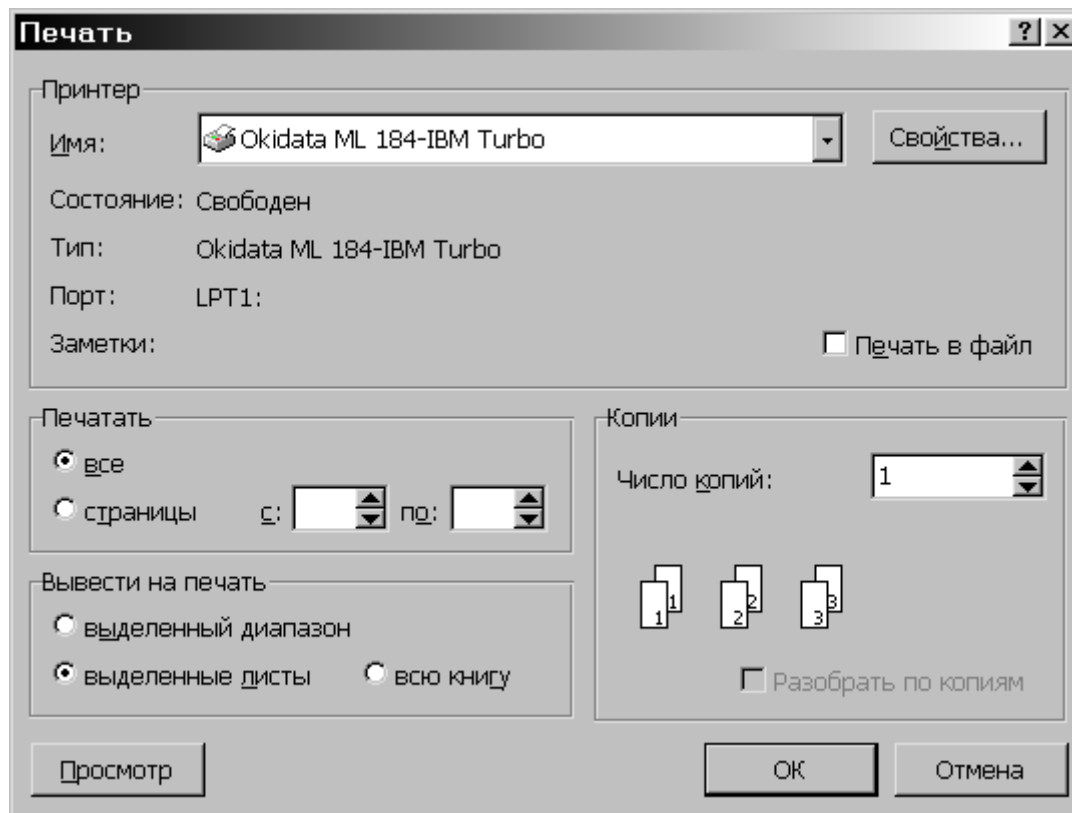 Печать
Принтер
Имя: Okidata ML 184-IBM Turbo Свойства...
Состояние: Свободен
Тип: Okidata ML 184-IBM Turbo
Порт: LPT1:
Заметки:
Печать в файл
Печатать
все
страницы с: по:
Вывести на печать
выделенный диапазон
выделенные листы всю книгу
Копии
Число копий: 1
1 1 2 2 3 3
Разобрать по копиям
Просмотр ОК Отмена